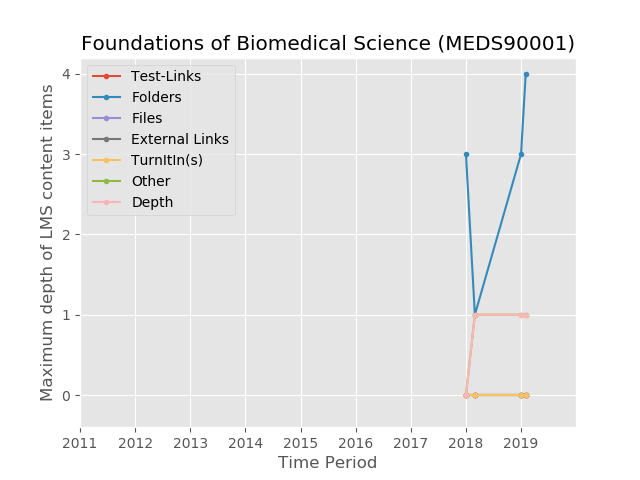 Foundations of Biomedical Science (MEDS90001)
Test-Links
Folders
Files
External Links
TurnItIn(s)
Other
Depth
Maximum depth of LMS content items
4
3
2
1
0
2011 2012 2013 2014 2015 2016 2017 2018 2019
Time Period